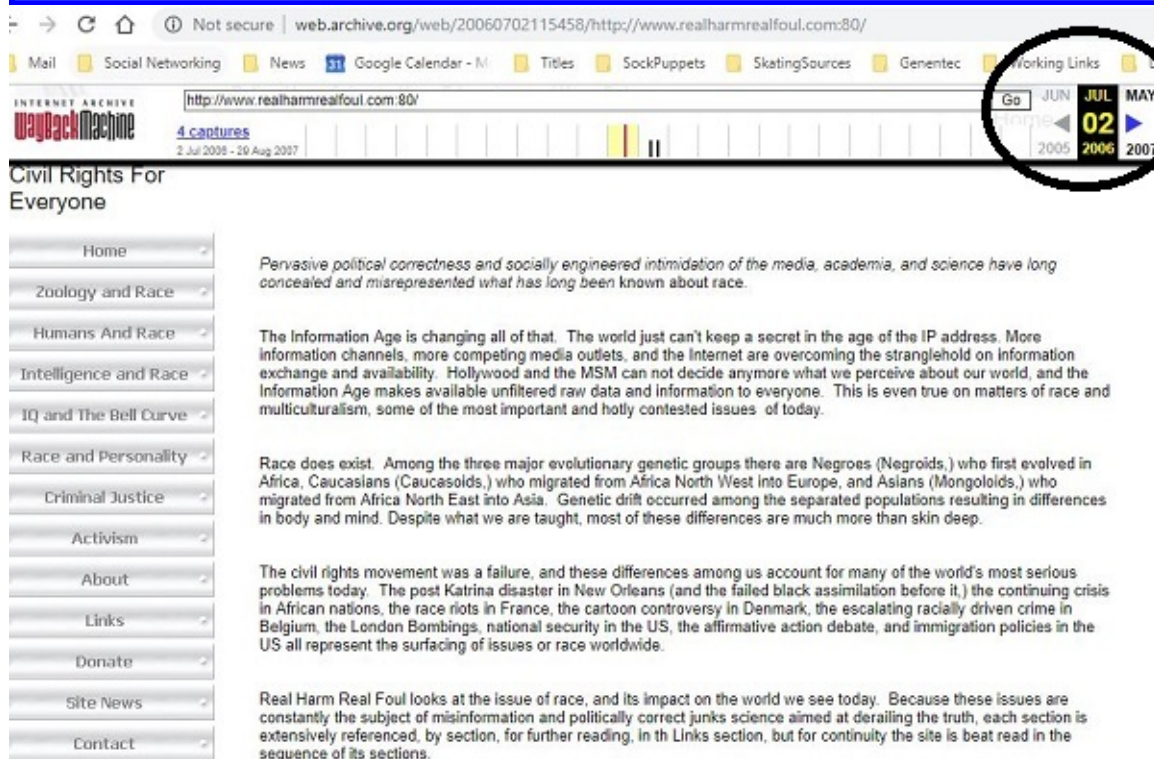 Not secure | web.archive.org/web/20060702115458/http://www.realharmrealfoul.com:80/
Mail Social Networking News 31 Google Calendar - M Titles SockPuppets SkatingSources Genentec Working Links
INTERNET ARCHIVE
WayBackMachine
http://www.realharmrealfoul.com:80/ Go JUN JUL MAY
Home
4 captures
02
2 Jul 2006 - 29 Aug 2007
2005 2006 2007
Civil Rights For
Everyone
Home
Zoology and Race
Humans And Race
Intelligence and Race
IQ and The Bell Curve
Race and Personality
Criminal Justice
Activism
About
Links
Donate
Site News
Contact
Pervasive political correctness and socially engineered intimidation of the media, academia, and science have long
concealed and misrepresented what has long been known about race.
The Information Age is changing all of that. The world just can't keep a secret in the age of the IP address. More
information channels, more competing media outlets, and the Internet are overcoming the stranglehold on information
exchange and availability. Hollywood and the MSM can not decide anymore what we perceive about our world, and the
Information Age makes available unfiltered raw data and information to everyone. This is even true on matters of race and
multiculturalism, some of the most important and hotly contested issues of today.
Race does exist. Among the three major evolutionary genetic groups there are Negroes (Negroids,) who first evolved in
Africa, Caucasians (Caucasoids,) who migrated from Africa North West into Europe, and Asians (Mongoloids,) who
migrated from Africa North East into Asia. Genetic drift occurred among the separated populations resulting in differences
in body and mind. Despite what we are taught, most of these differences are much more than skin deep.
The civil rights movement was a failure, and these differences among us account for many of the world's most serious
problems today. The post Katrina disaster in New Orleans (and the failed black assimilation before it,) the continuing crisis
in African nations, the race riots in France, the cartoon controversy in Denmark, the escalating racially driven crime in
Belgium, the London Bombings, national security in the US, the affirmative action debate, and immigration policies in the
US all represent the surfacing of issues or race worldwide.
Real Harm Real Foul looks at the issue of race, and its impact on the world we see today. Because these issues are
constantly the subject of misinformation and politically correct junks science aimed at derailing the truth, each section is
extensively referenced, by section, for further reading, in th Links section, but for continuity the site is beat read in the
sequence of its sections.